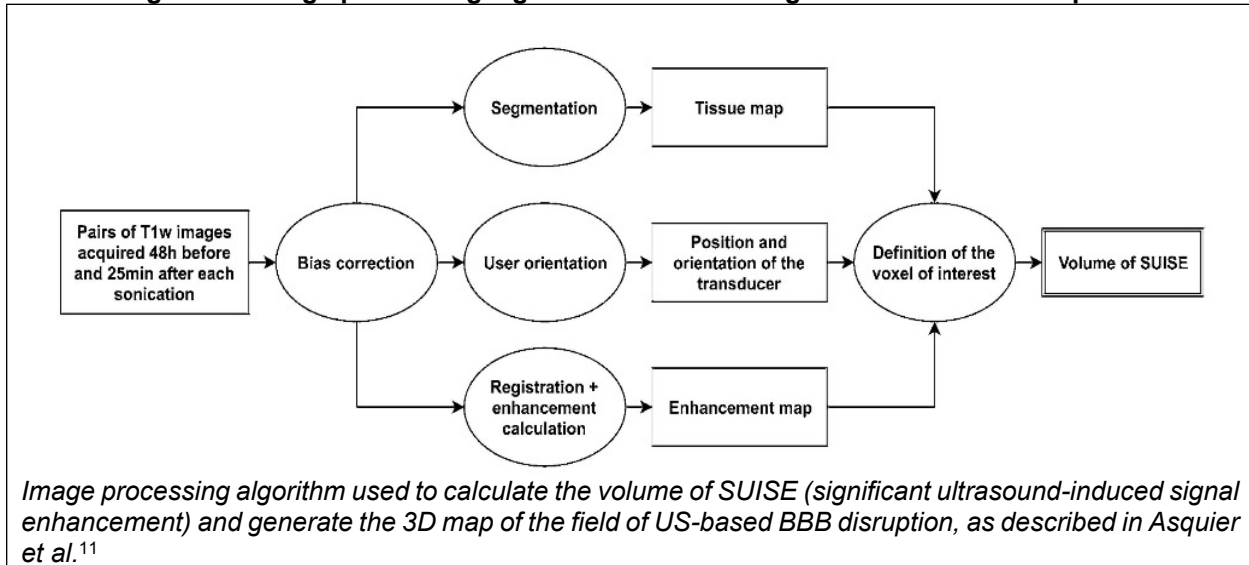 Segmentation
Tissue map
Pairs of T1w images
acquired 48h before
and 25min after each
sonication
Bias correction
User orientation
Position and
orientation of the
transducer
Definition of the
voxel of interest
Volume of SUISE
Registration +
enhancement
calculation
Enhancement map
Image processing algorithm used to calculate the volume of SUISE (significant ultrasound-induced signal
enhancement) and generate the 3D map of the field of US-based BBB disruption, as described in Asquier
et al.¹¹